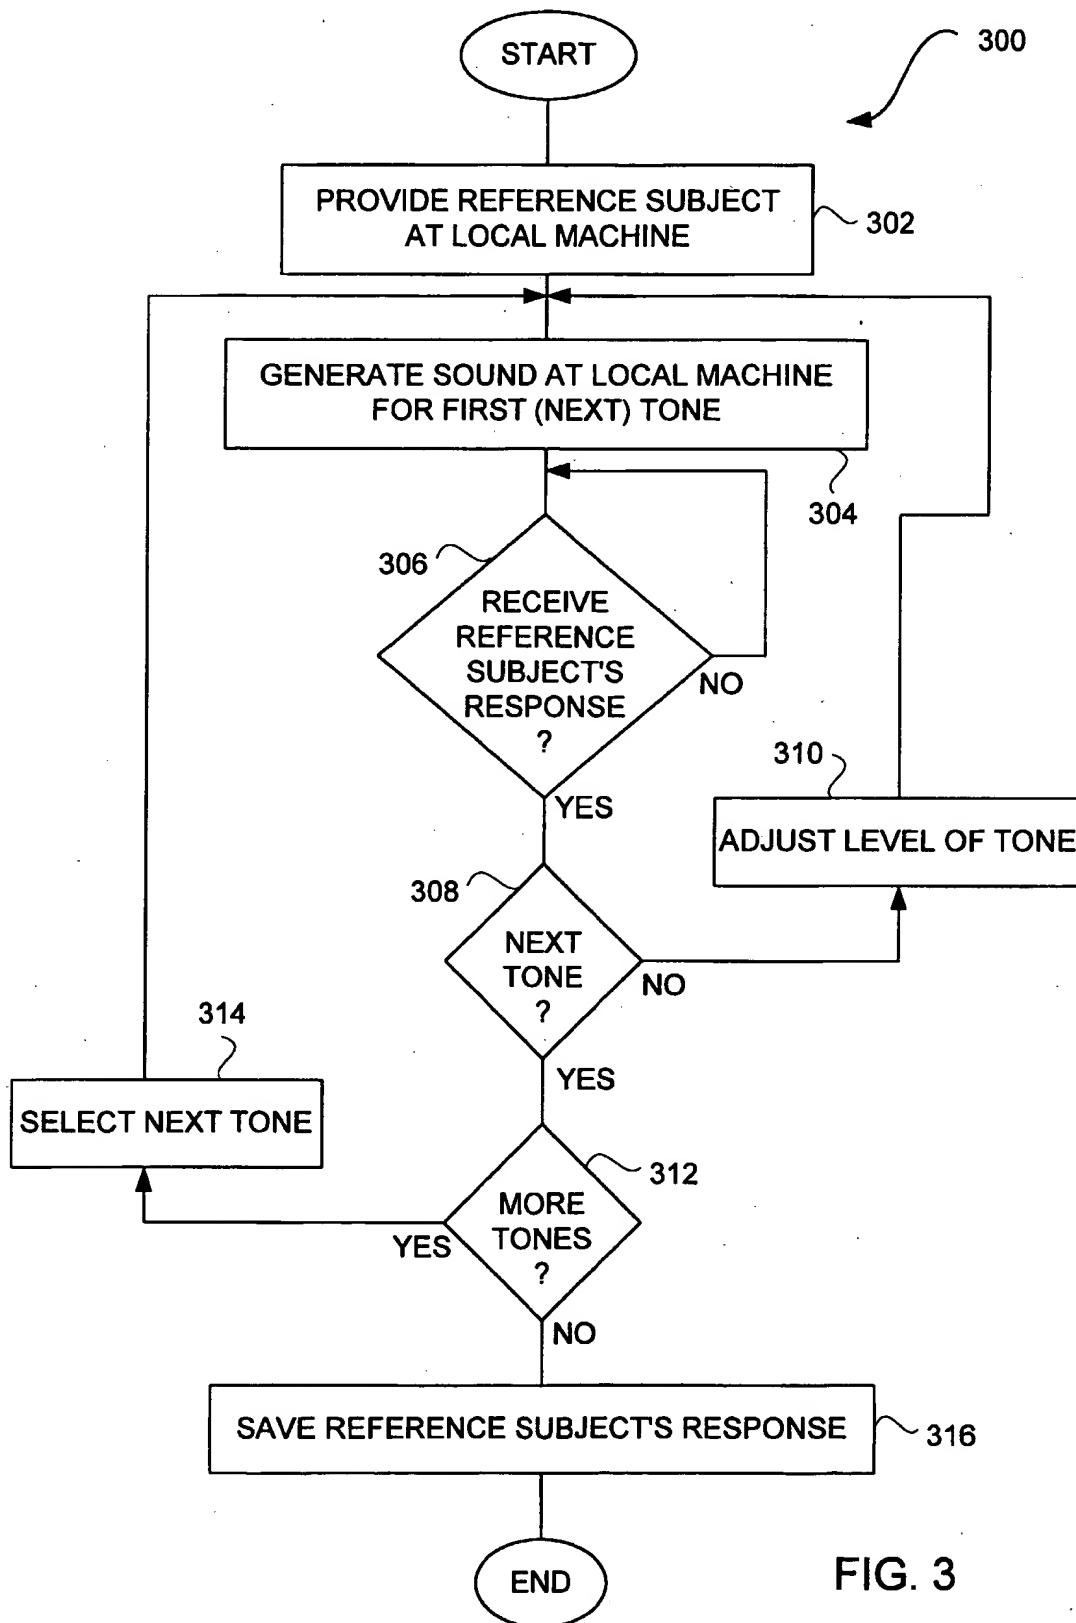 START
300
PROVIDE REFERENCE SUBJECT
AT LOCAL MACHINE
302
GENERATE SOUND AT LOCAL MACHINE
FOR FIRST (NEXT) TONE
304
306
RECEIVE
REFERENCE
SUBJECT'S
RESPONSE
?
NO
YES
310
ADJUST LEVEL OF TONE
308
NEXT
TONE
?
NO
YES
314
SELECT NEXT TONE
312
MORE
TONES
?
YES
NO
SAVE REFERENCE SUBJECT'S RESPONSE
316
END
FIG. 3